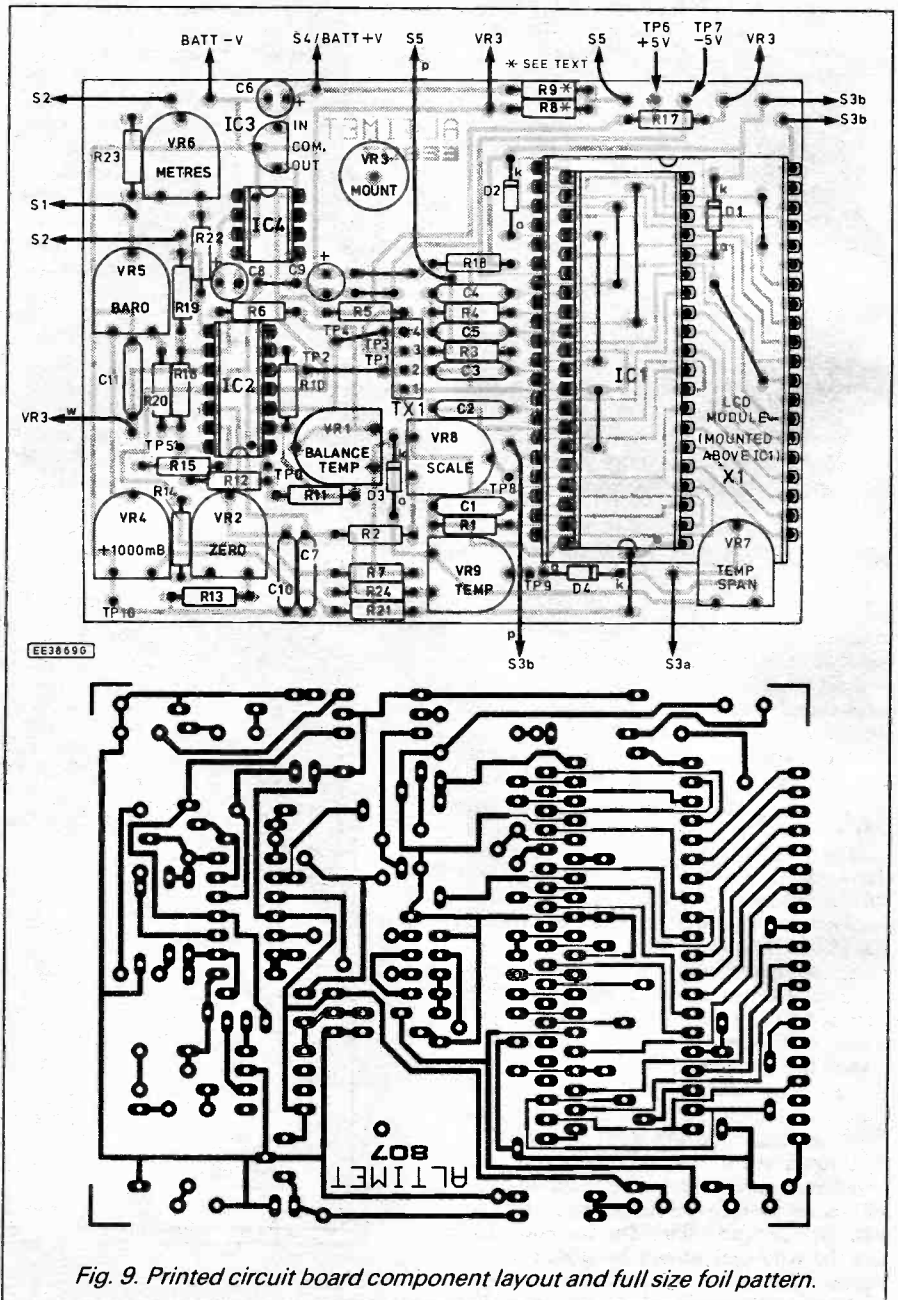 BATT -V
S4/BATT+V
S5
VR3
TP6
+5V
TP7
-5V
VR3
p
* SEE TEXT
S5
S2
C6
+
R9*
R8*
S3b
S3b
IC3
IN
COM.
OUT
R17
R23
VR6
METRES
ALTIMET
VR3
MOUNT
k
D2
a
k
D1
a
S1
S2
IC4
R22
R18
VR5
BARO
R19
C8
C9
+
C4
R6
R5
R4
TP4
4
C5
TP3
3
R3
TP2
TP1
2
C3
IC1
C11
IC2
R10
1
R20
TX1
C2
LCD
MODULE
(MOUNTED
ABOVE IC1)
X1
VR3
w
VR1
BALANCE
TEMP
VR8
SCALE
TP5
R15
R12
k
D3
a
R11
TP8
R14
C1
VR4
+1000mB
VR2
ZERO
R2
R1
VR7
TEMP
SPAN
C7
C10
R7
VR9
TEMP
TP9
D4
k
R13
R24
R21
TP10
p
EE3869G
S3b
S3a
807
ALTIMET
Fig. 9. Printed circuit board component layout and full size foil pattern.